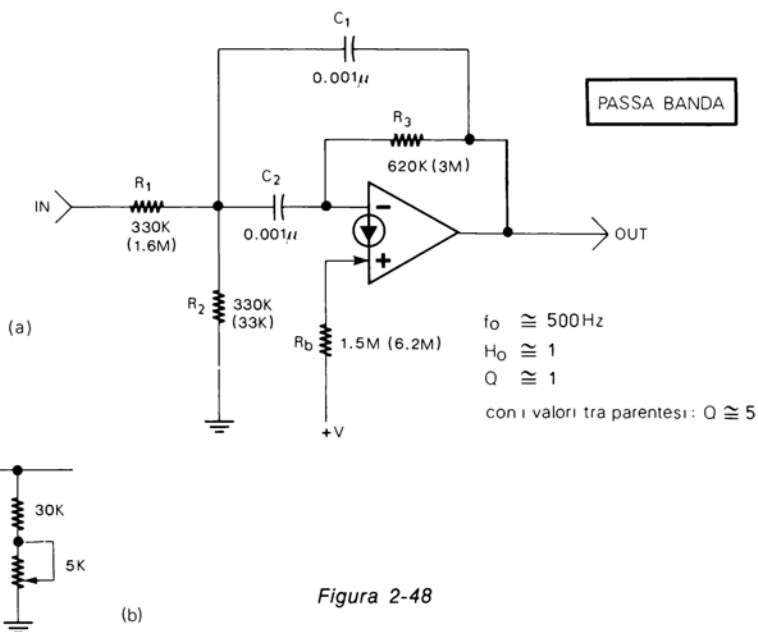 C1
0.001μ
PASSA BANDA
R3
620K (3M)
R1
C2
IN
330K
(1.6M)
0.001μ
−
+
OUT
(a)
R2
330K
(33K)
Rb
1.5M (6.2M)
+V
fo ≅ 500Hz
Ho ≅ 1
Q ≅ 1
con i valori tra parentesi: Q ≅ 5
30K
5K
(b)
Figura 2-48